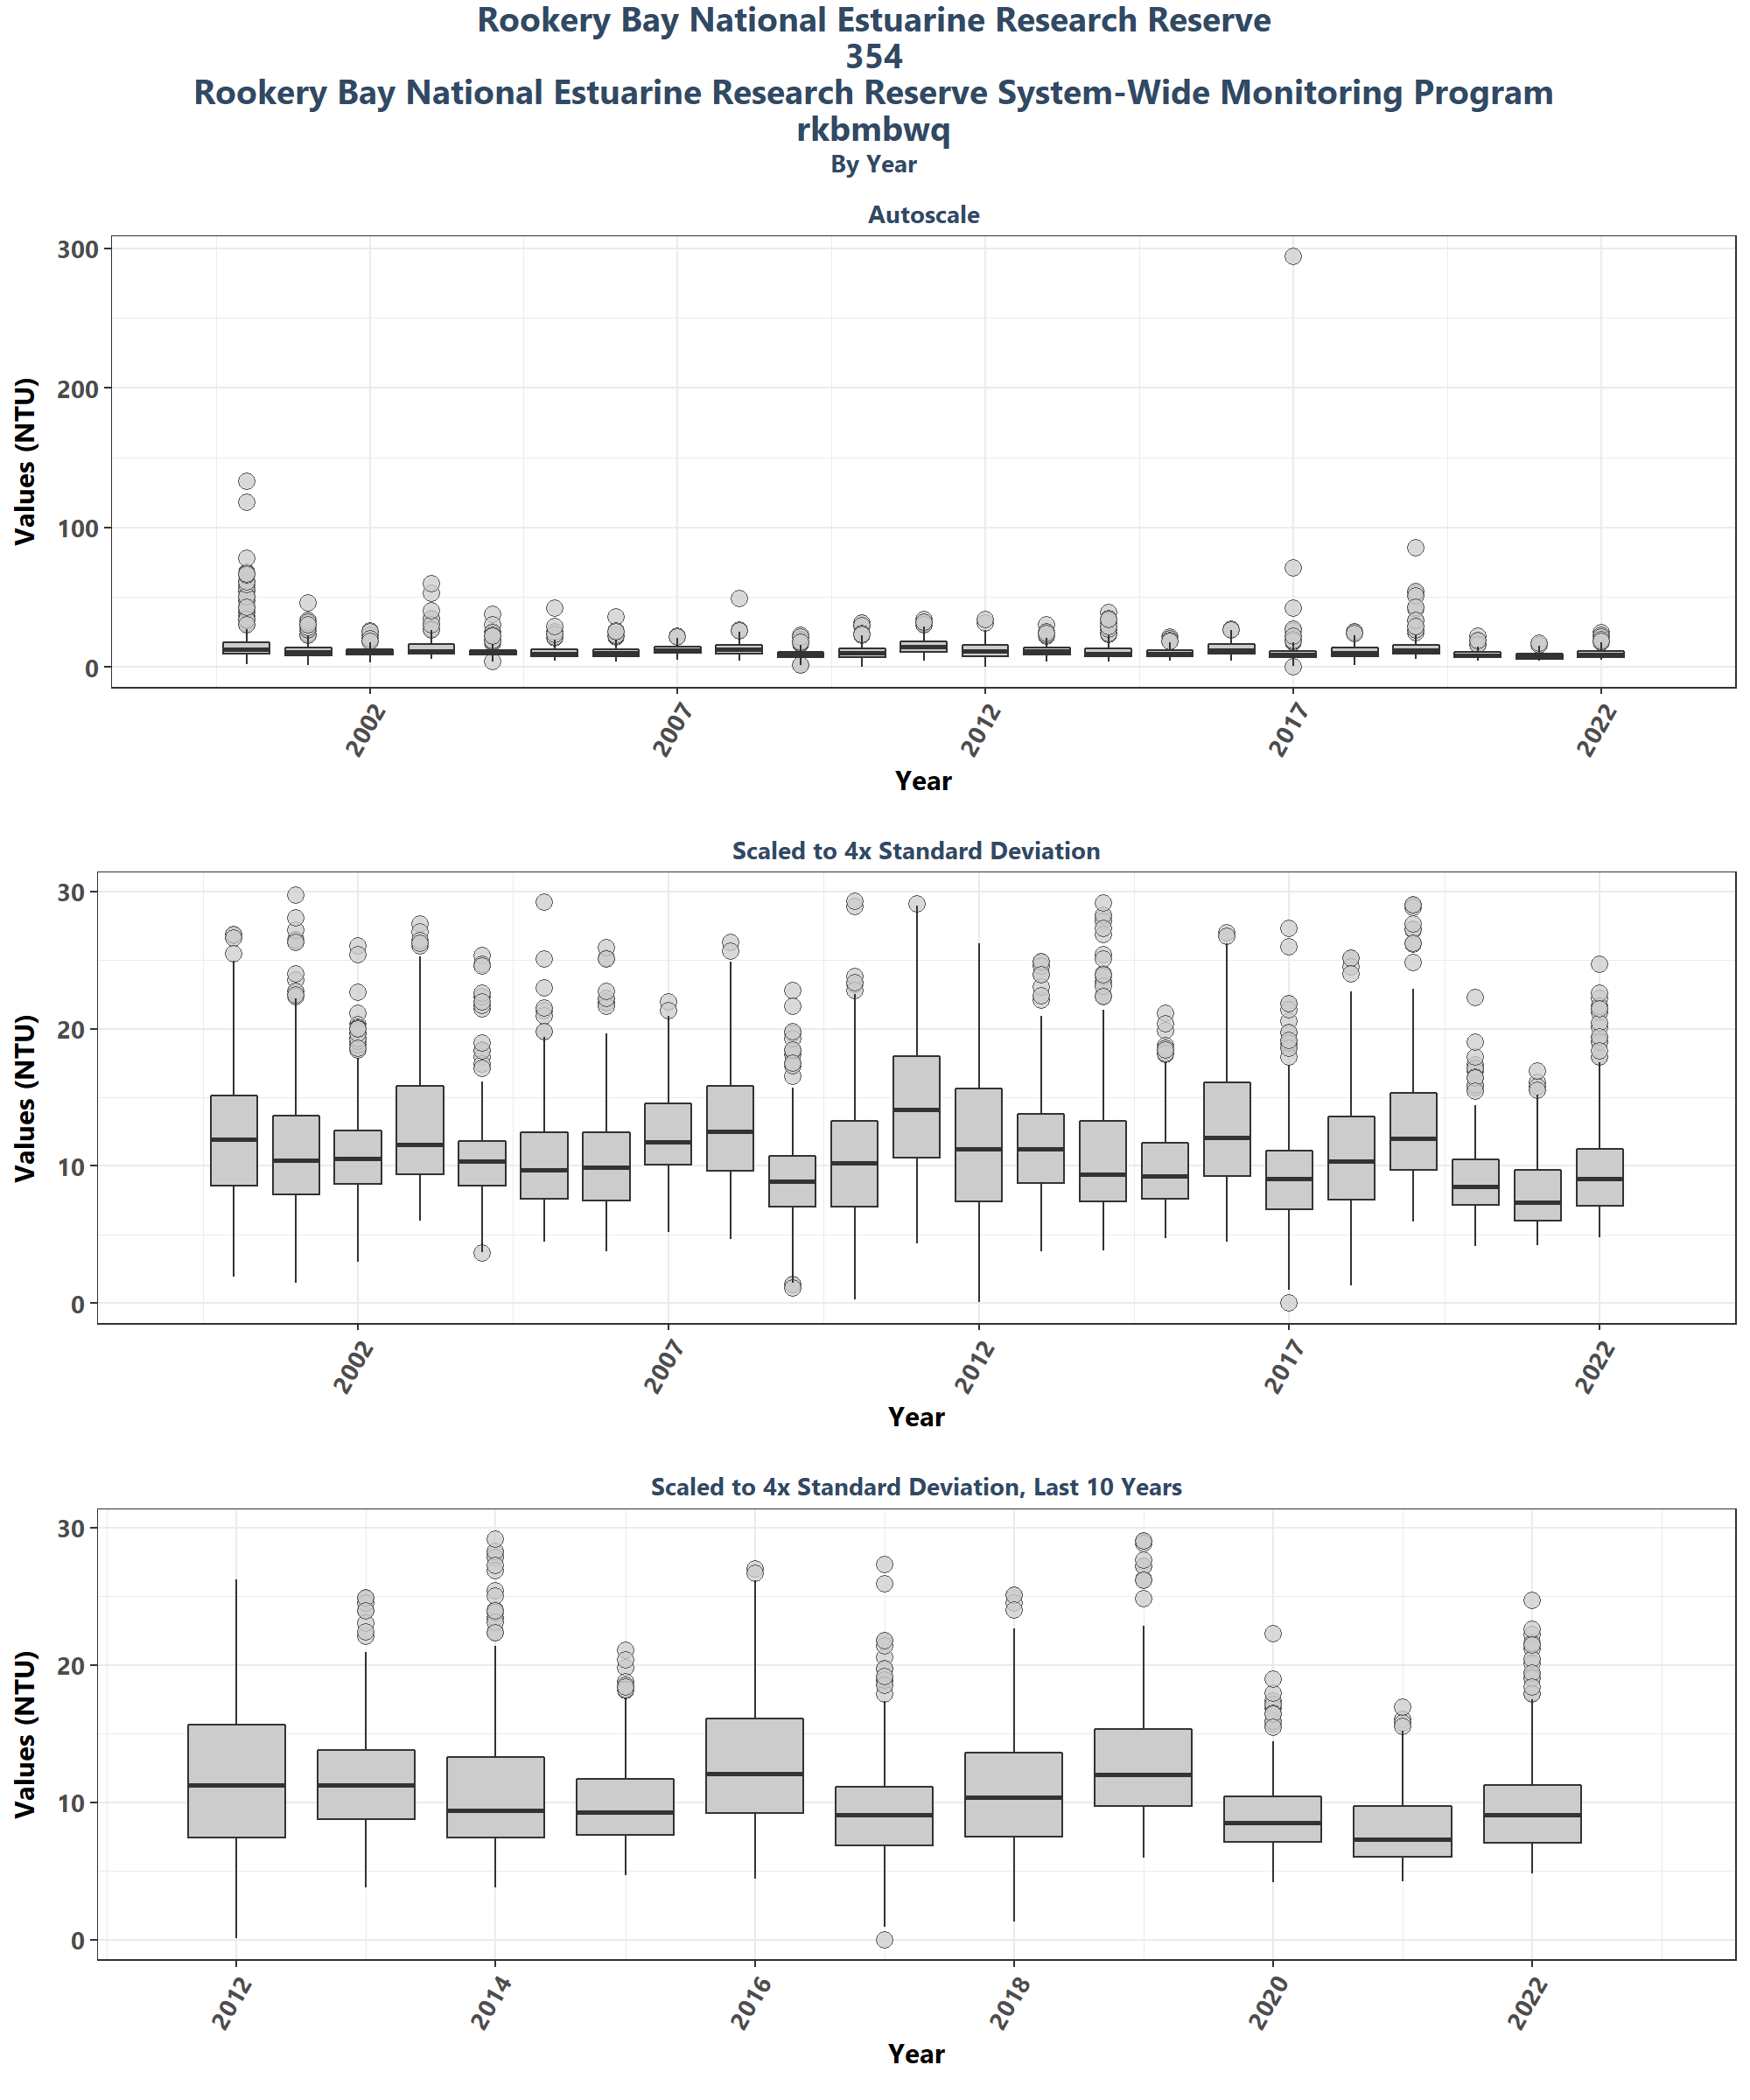 Rookery Bay National Estuarine Research Reserve
354
Rookery Bay National Estuarine Research Reserve System-Wide Monitoring Program
rkbmbwq
By Year
Autoscale
300
200
100
0
Values (NTU)
2002 2007 2012 2017 2022
Year
Scaled to 4x Standard Deviation
30
20
10
0
Values (NTU)
2002 2007 2012 2017 2022
Year
Scaled to 4x Standard Deviation, Last 10 Years
30
20
10
0
Values (NTU)
2012 2014 2016 2018 2020 2022
Year